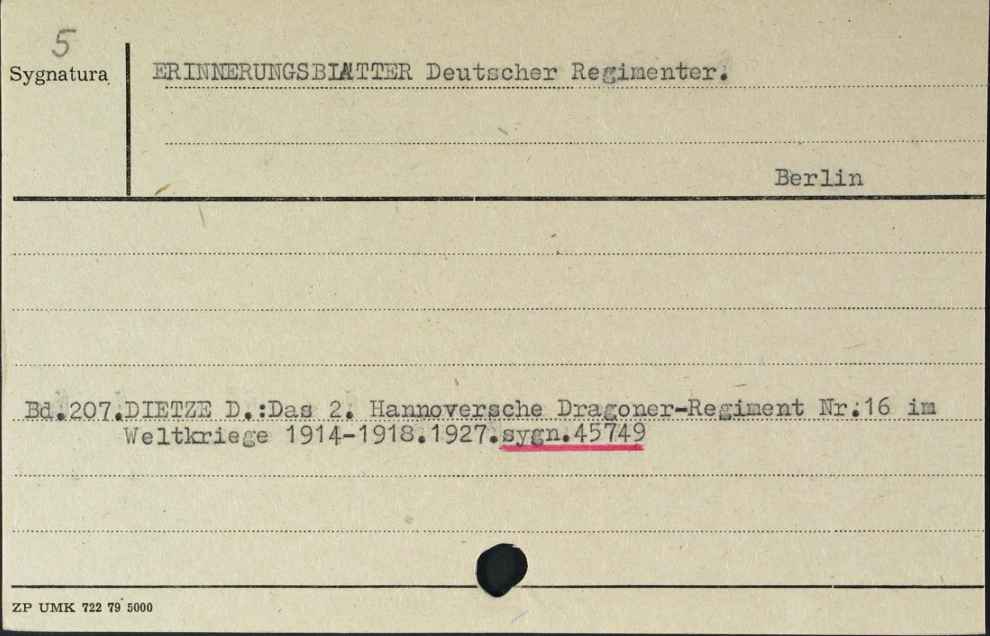 5
Sygnatura
ERINNERUNGSBLATTER Deutscher Regimenter.
Berlin
Bd.207.DIETZE D.:Das 2. Hannoversche Dragoner-Regiment Nr.16 im
Weltkriege 1914-1918.1927.sygn.45749
ZP UMK 722 79 5000